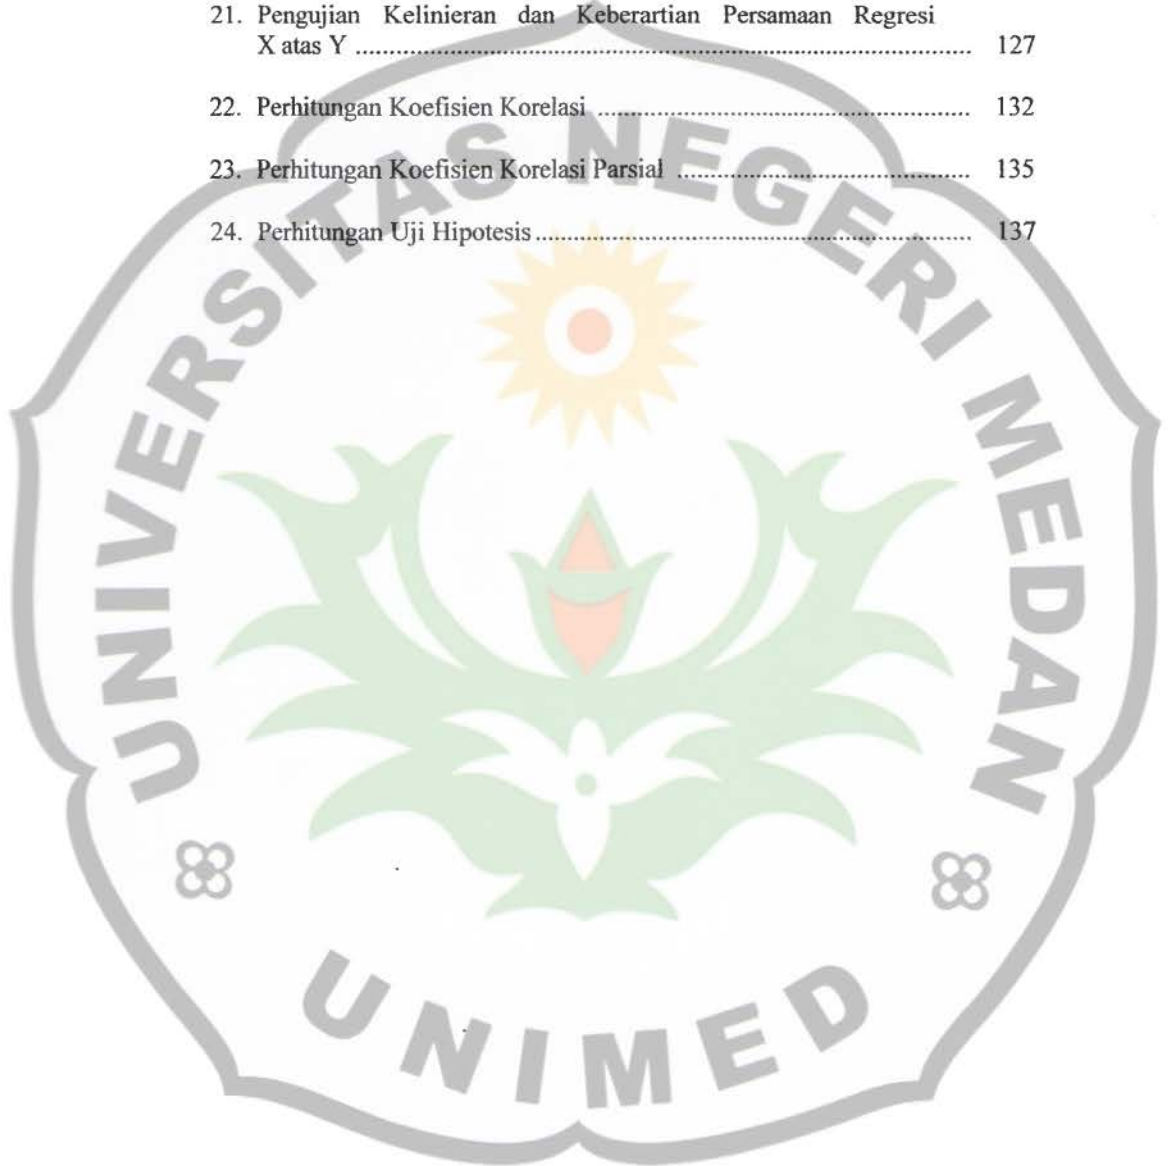 21. Pengujian Kelinieran dan Keberartian Persamaan Regresi
X atas Y ........................................................................................ 127
22. Perhitungan Koefisien Korelasi ..................................................... 132
23. Perhitungan Koefisien Korelasi Parsial .......................................... 135
24. Perhitungan Uji Hipotesis ............................................................... 137
UNIVERSITAS NEGERI MEDAN
UNIMED